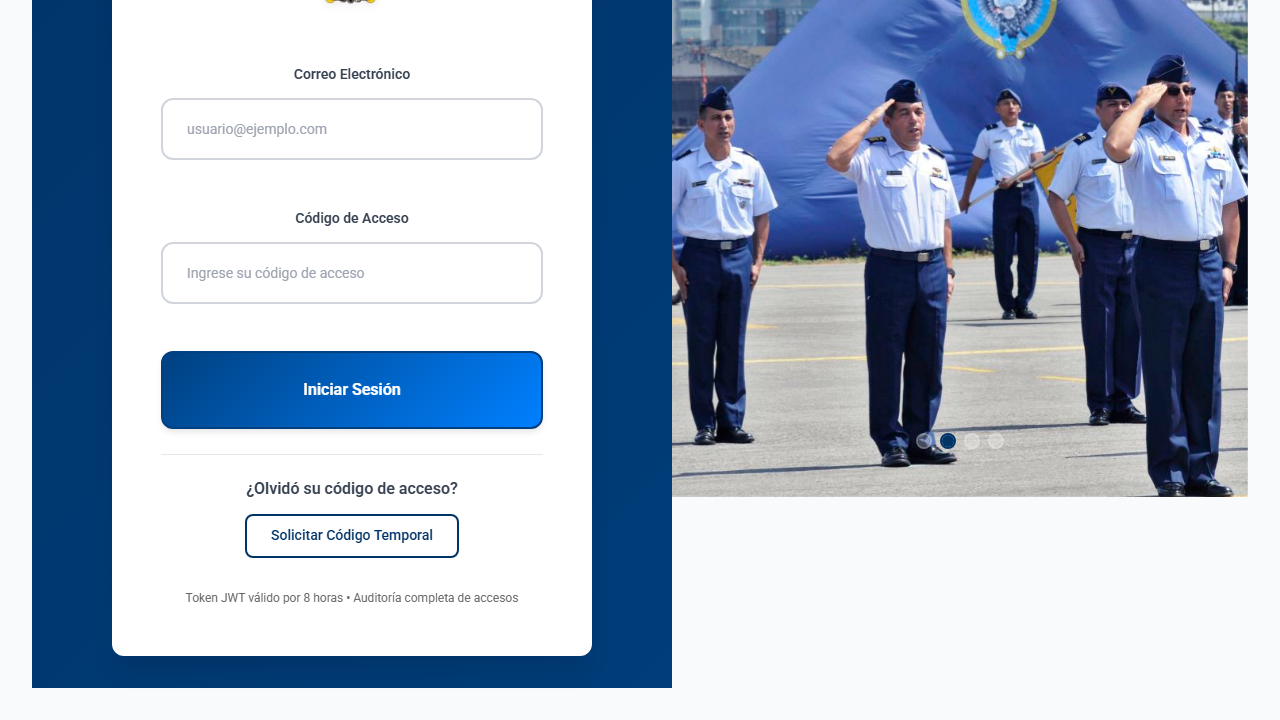 Correo Electrónico
usuario@ejemplo.com
Código de Acceso
Ingrese su código de acceso
Iniciar Sesión
¿Olvidó su código de acceso?
Solicitar Código Temporal
Token JWT válido por 8 horas • Auditoría completa de accesos